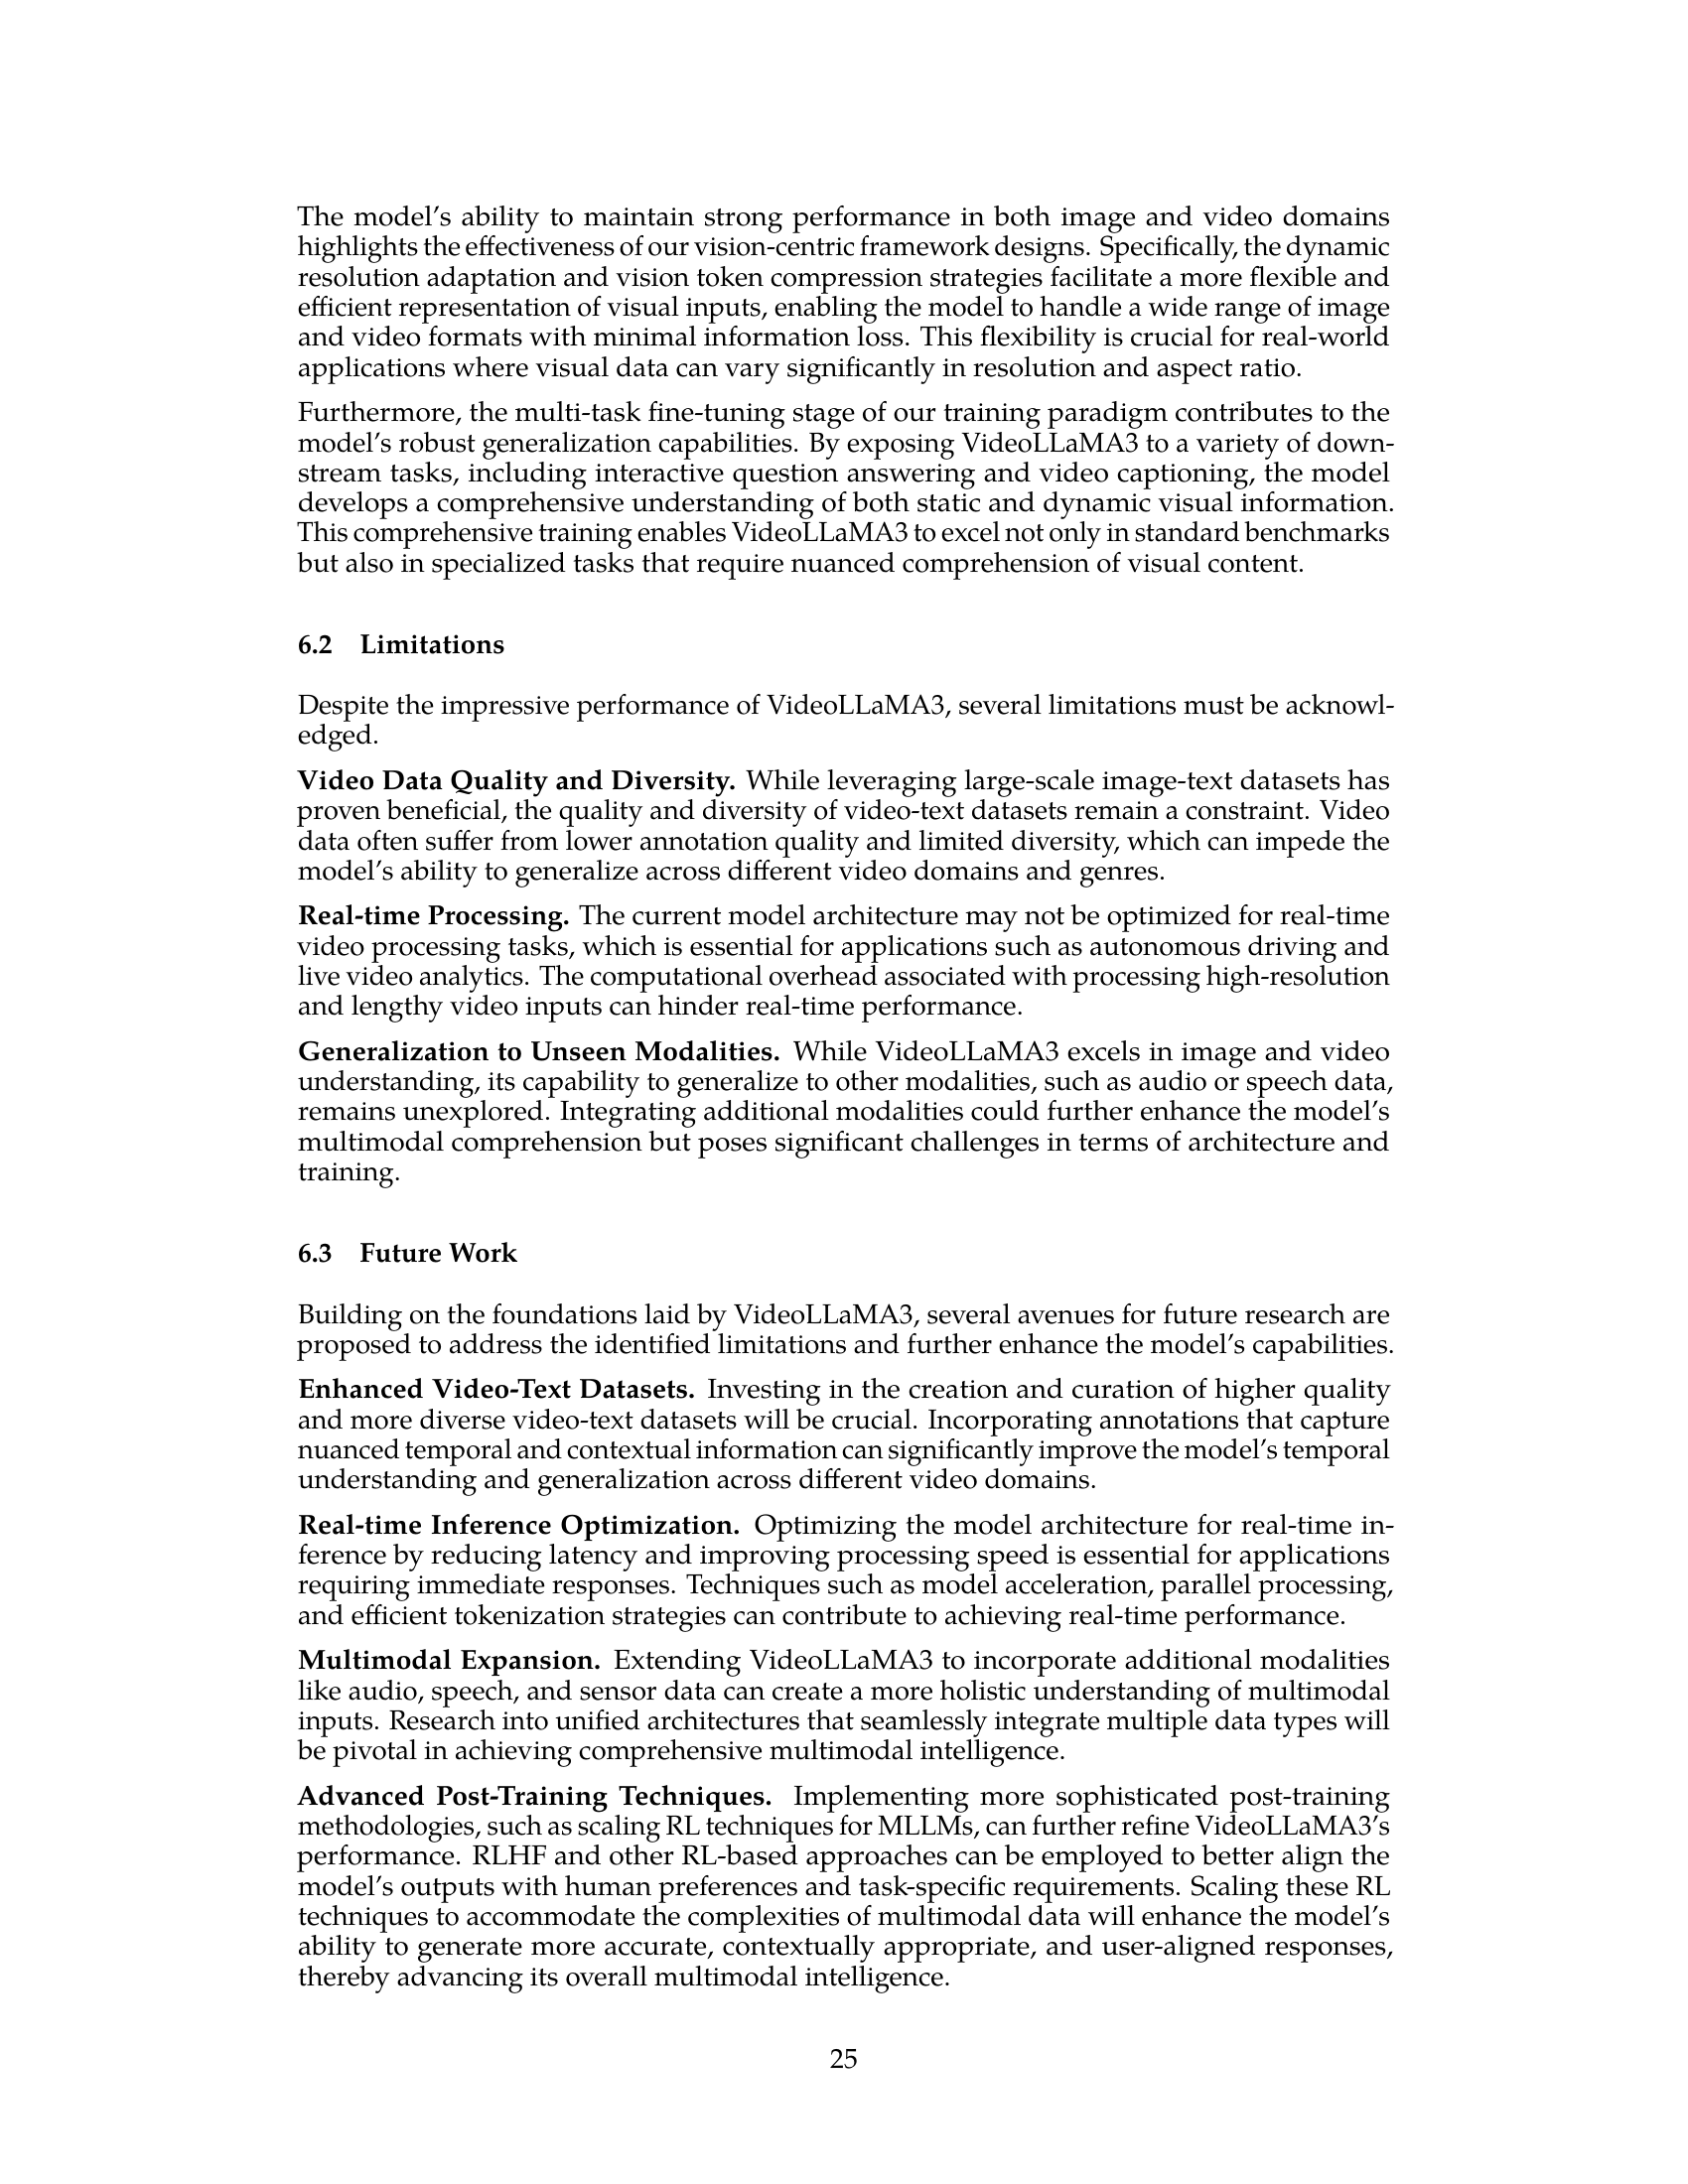 The model's ability to maintain strong performance in both image and video domains
highlights the effectiveness of our vision-centric framework designs. Specifically, the dynamic
resolution adaptation and vision token compression strategies facilitate a more flexible and
efficient representation of visual inputs, enabling the model to handle a wide range of image
and video formats with minimal information loss. This flexibility is crucial for real-world
applications where visual data can vary significantly in resolution and aspect ratio.
Furthermore, the multi-task fine-tuning stage of our training paradigm contributes to the
model's robust generalization capabilities. By exposing VideoLLaMA3 to a variety of down-
stream tasks, including interactive question answering and video captioning, the model
develops a comprehensive understanding of both static and dynamic visual information.
This comprehensive training enables VideoLLaMA3 to excel not only in standard benchmarks
but also in specialized tasks that require nuanced comprehension of visual content.
6.2 Limitations
Despite the impressive performance of VideoLLaMA3, several limitations must be acknowl-
edged.
Video Data Quality and Diversity. While leveraging large-scale image-text datasets has
proven beneficial, the quality and diversity of video-text datasets remain a constraint. Video
data often suffer from lower annotation quality and limited diversity, which can impede the
model's ability to generalize across different video domains and genres.
Real-time Processing. The current model architecture may not be optimized for real-time
video processing tasks, which is essential for applications such as autonomous driving and
live video analytics. The computational overhead associated with processing high-resolution
and lengthy video inputs can hinder real-time performance.
Generalization to Unseen Modalities. While VideoLLaMA3 excels in image and video
understanding, its capability to generalize to other modalities, such as audio or speech data,
remains unexplored. Integrating additional modalities could further enhance the model's
multimodal comprehension but poses significant challenges in terms of architecture and
training.
6.3 Future Work
Building on the foundations laid by VideoLLaMA3, several avenues for future research are
proposed to address the identified limitations and further enhance the model's capabilities.
Enhanced Video-Text Datasets. Investing in the creation and curation of higher quality
and more diverse video-text datasets will be crucial. Incorporating annotations that capture
nuanced temporal and contextual information can significantly improve the model's temporal
understanding and generalization across different video domains.
Real-time Inference Optimization. Optimizing the model architecture for real-time in-
ference by reducing latency and improving processing speed is essential for applications
requiring immediate responses. Techniques such as model acceleration, parallel processing,
and efficient tokenization strategies can contribute to achieving real-time performance.
Multimodal Expansion. Extending VideoLLaMA3 to incorporate additional modalities
like audio, speech, and sensor data can create a more holistic understanding of multimodal
inputs. Research into unified architectures that seamlessly integrate multiple data types will
be pivotal in achieving comprehensive multimodal intelligence.
Advanced Post-Training Techniques. Implementing more sophisticated post-training
methodologies, such as scaling RL techniques for MLLMs, can further refine VideoLLaMA3's
performance. RLHF and other RL-based approaches can be employed to better align the
model's outputs with human preferences and task-specific requirements. Scaling these RL
techniques to accommodate the complexities of multimodal data will enhance the model's
ability to generate more accurate, contextually appropriate, and user-aligned responses,
thereby advancing its overall multimodal intelligence.
25